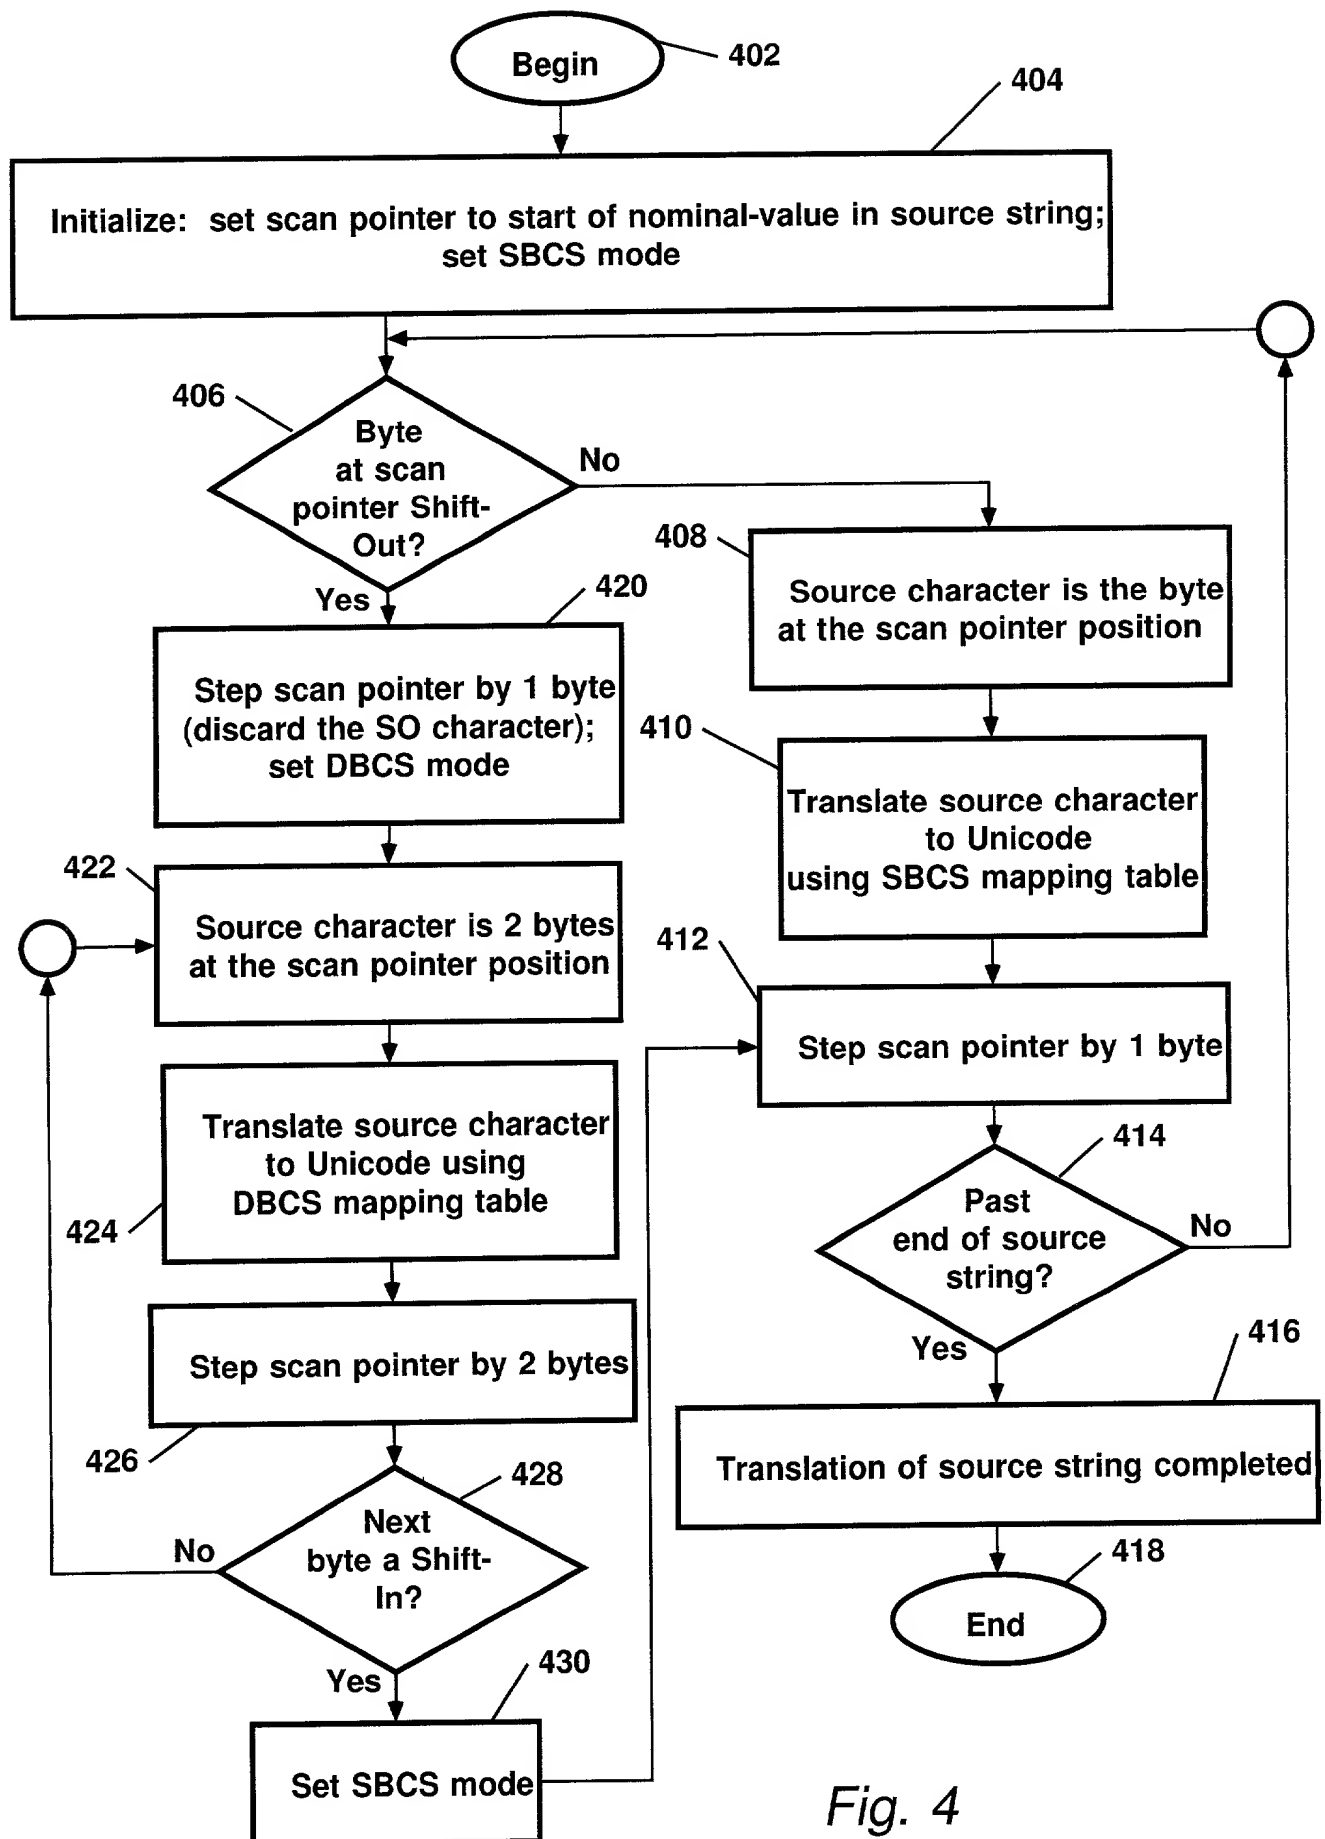 Begin
402
404
Initialize: set scan pointer to start of nominal-value in source string;
set SBCS mode
406
Byte
at scan
pointer Shift-
Out?
No
Yes
408
Source character is the byte
at the scan pointer position
420
Step scan pointer by 1 byte
(discard the SO character);
set DBCS mode
410
Translate source character
to Unicode
using SBCS mapping table
422
Source character is 2 bytes
at the scan pointer position
412
Step scan pointer by 1 byte
424
Translate source character
to Unicode using
DBCS mapping table
414
Past
end of source
string?
No
Yes
426
Step scan pointer by 2 bytes
416
Translation of source string completed
428
Next
byte a Shift-
In?
No
Yes
418
End
430
Set SBCS mode
Fig. 4